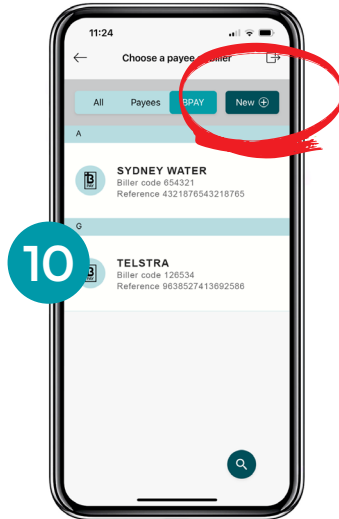 11:24
Choose a payee biller
All Payees BPAY New
A
SYDNEY WATER
Biller code 654321
Reference 4321876543218765
G
TELSTRA
Biller code 126534
Reference 9638527413692586
10